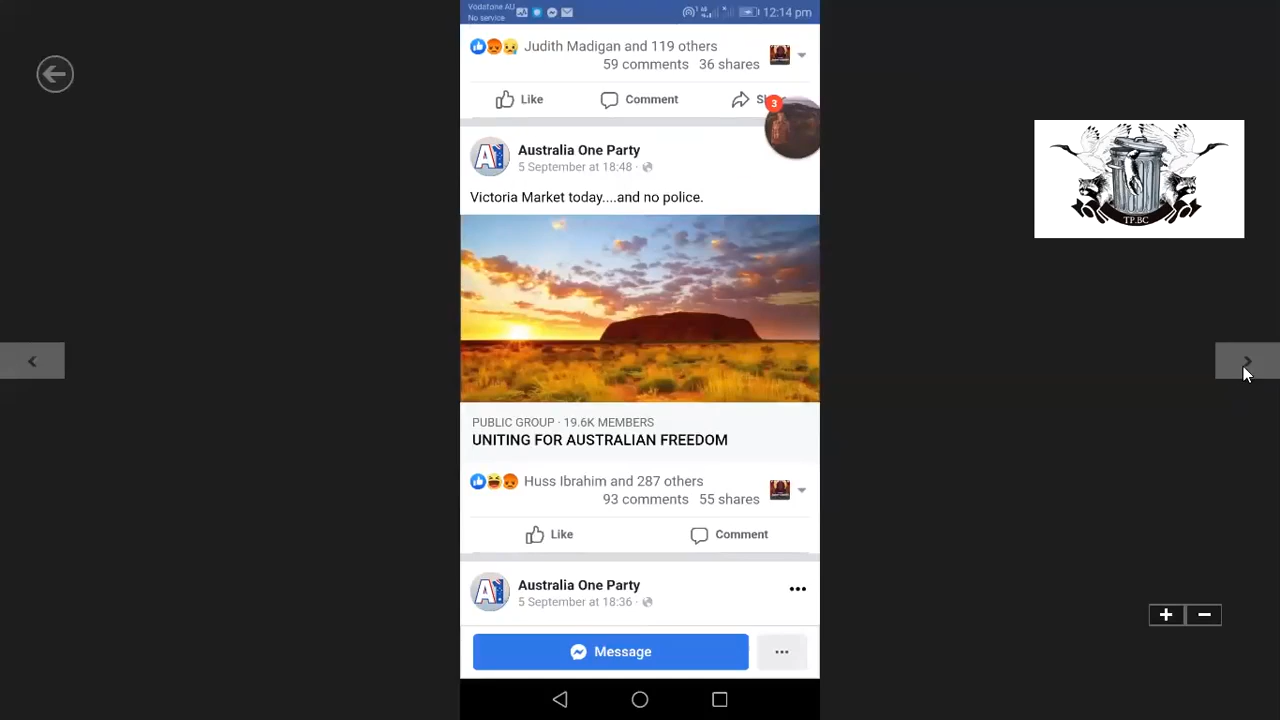 Vodafone AU
No service
12:14 pm
Judith Madigan and 119 others
59 comments 36 shares
Like Comment
3
Australia One Party
5 September at 18:48
Victoria Market today....and no police.
PUBLIC GROUP · 19.6K MEMBERS
UNITING FOR AUSTRALIAN FREEDOM
Huss Ibrahim and 287 others
93 comments 55 shares
Like Comment
Australia One Party
5 September at 18:36
Message
TP.BC